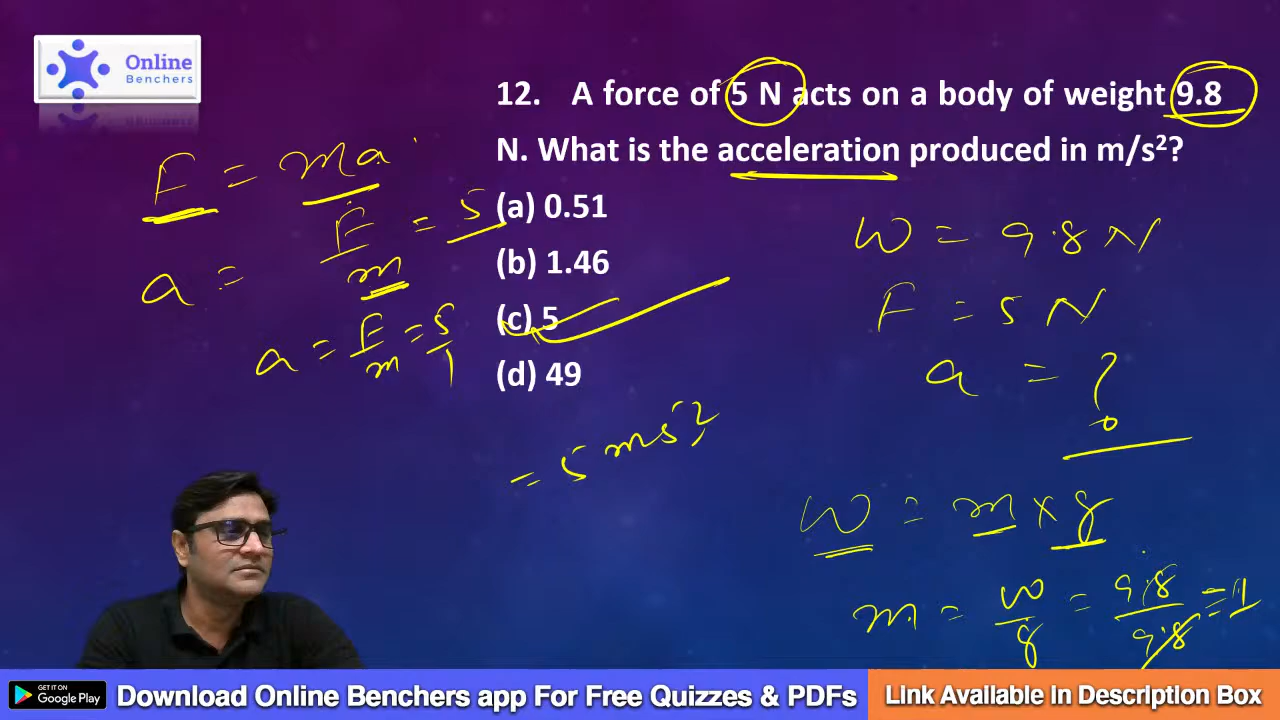 Online
Benchers
12. A force of 5 N acts on a body of weight 9.8
N. What is the acceleration produced in m/s²?
(a) 0.51
(b) 1.46
(c) 5
(d) 49
F = ma
a = F/m = 5
a = F/m = 5/1
= 5 ms²
W = 9.8 N
F = 5 N
a = ?
W = m × g
m = W/g = 9.8/9.8 = 1
GET IT ON
Google Play
Download Online Benchers app For Free Quizzes & PDFs
Link Available In Description Box